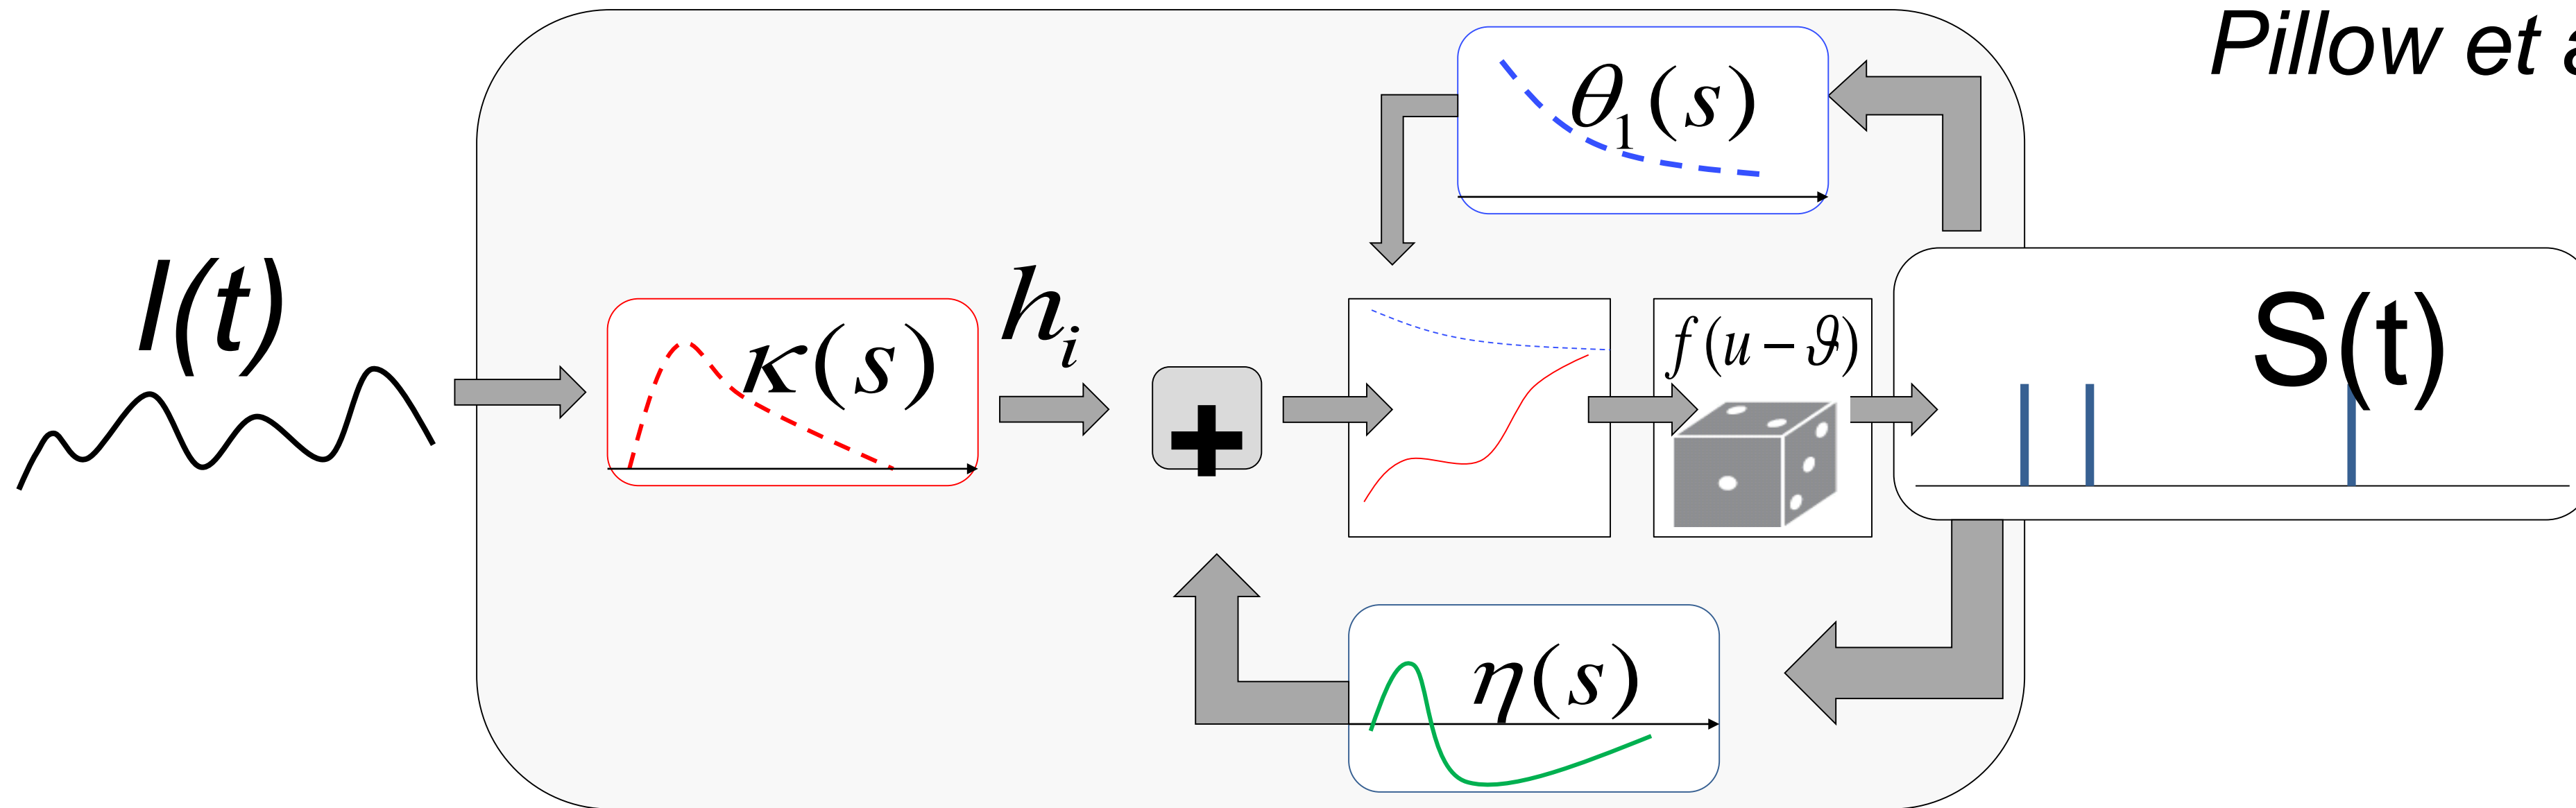 Pillow et
θ₁(s)
I(t)
hᵢ
κ(s)
+
f(u − ϑ)
S(t)
η(s)